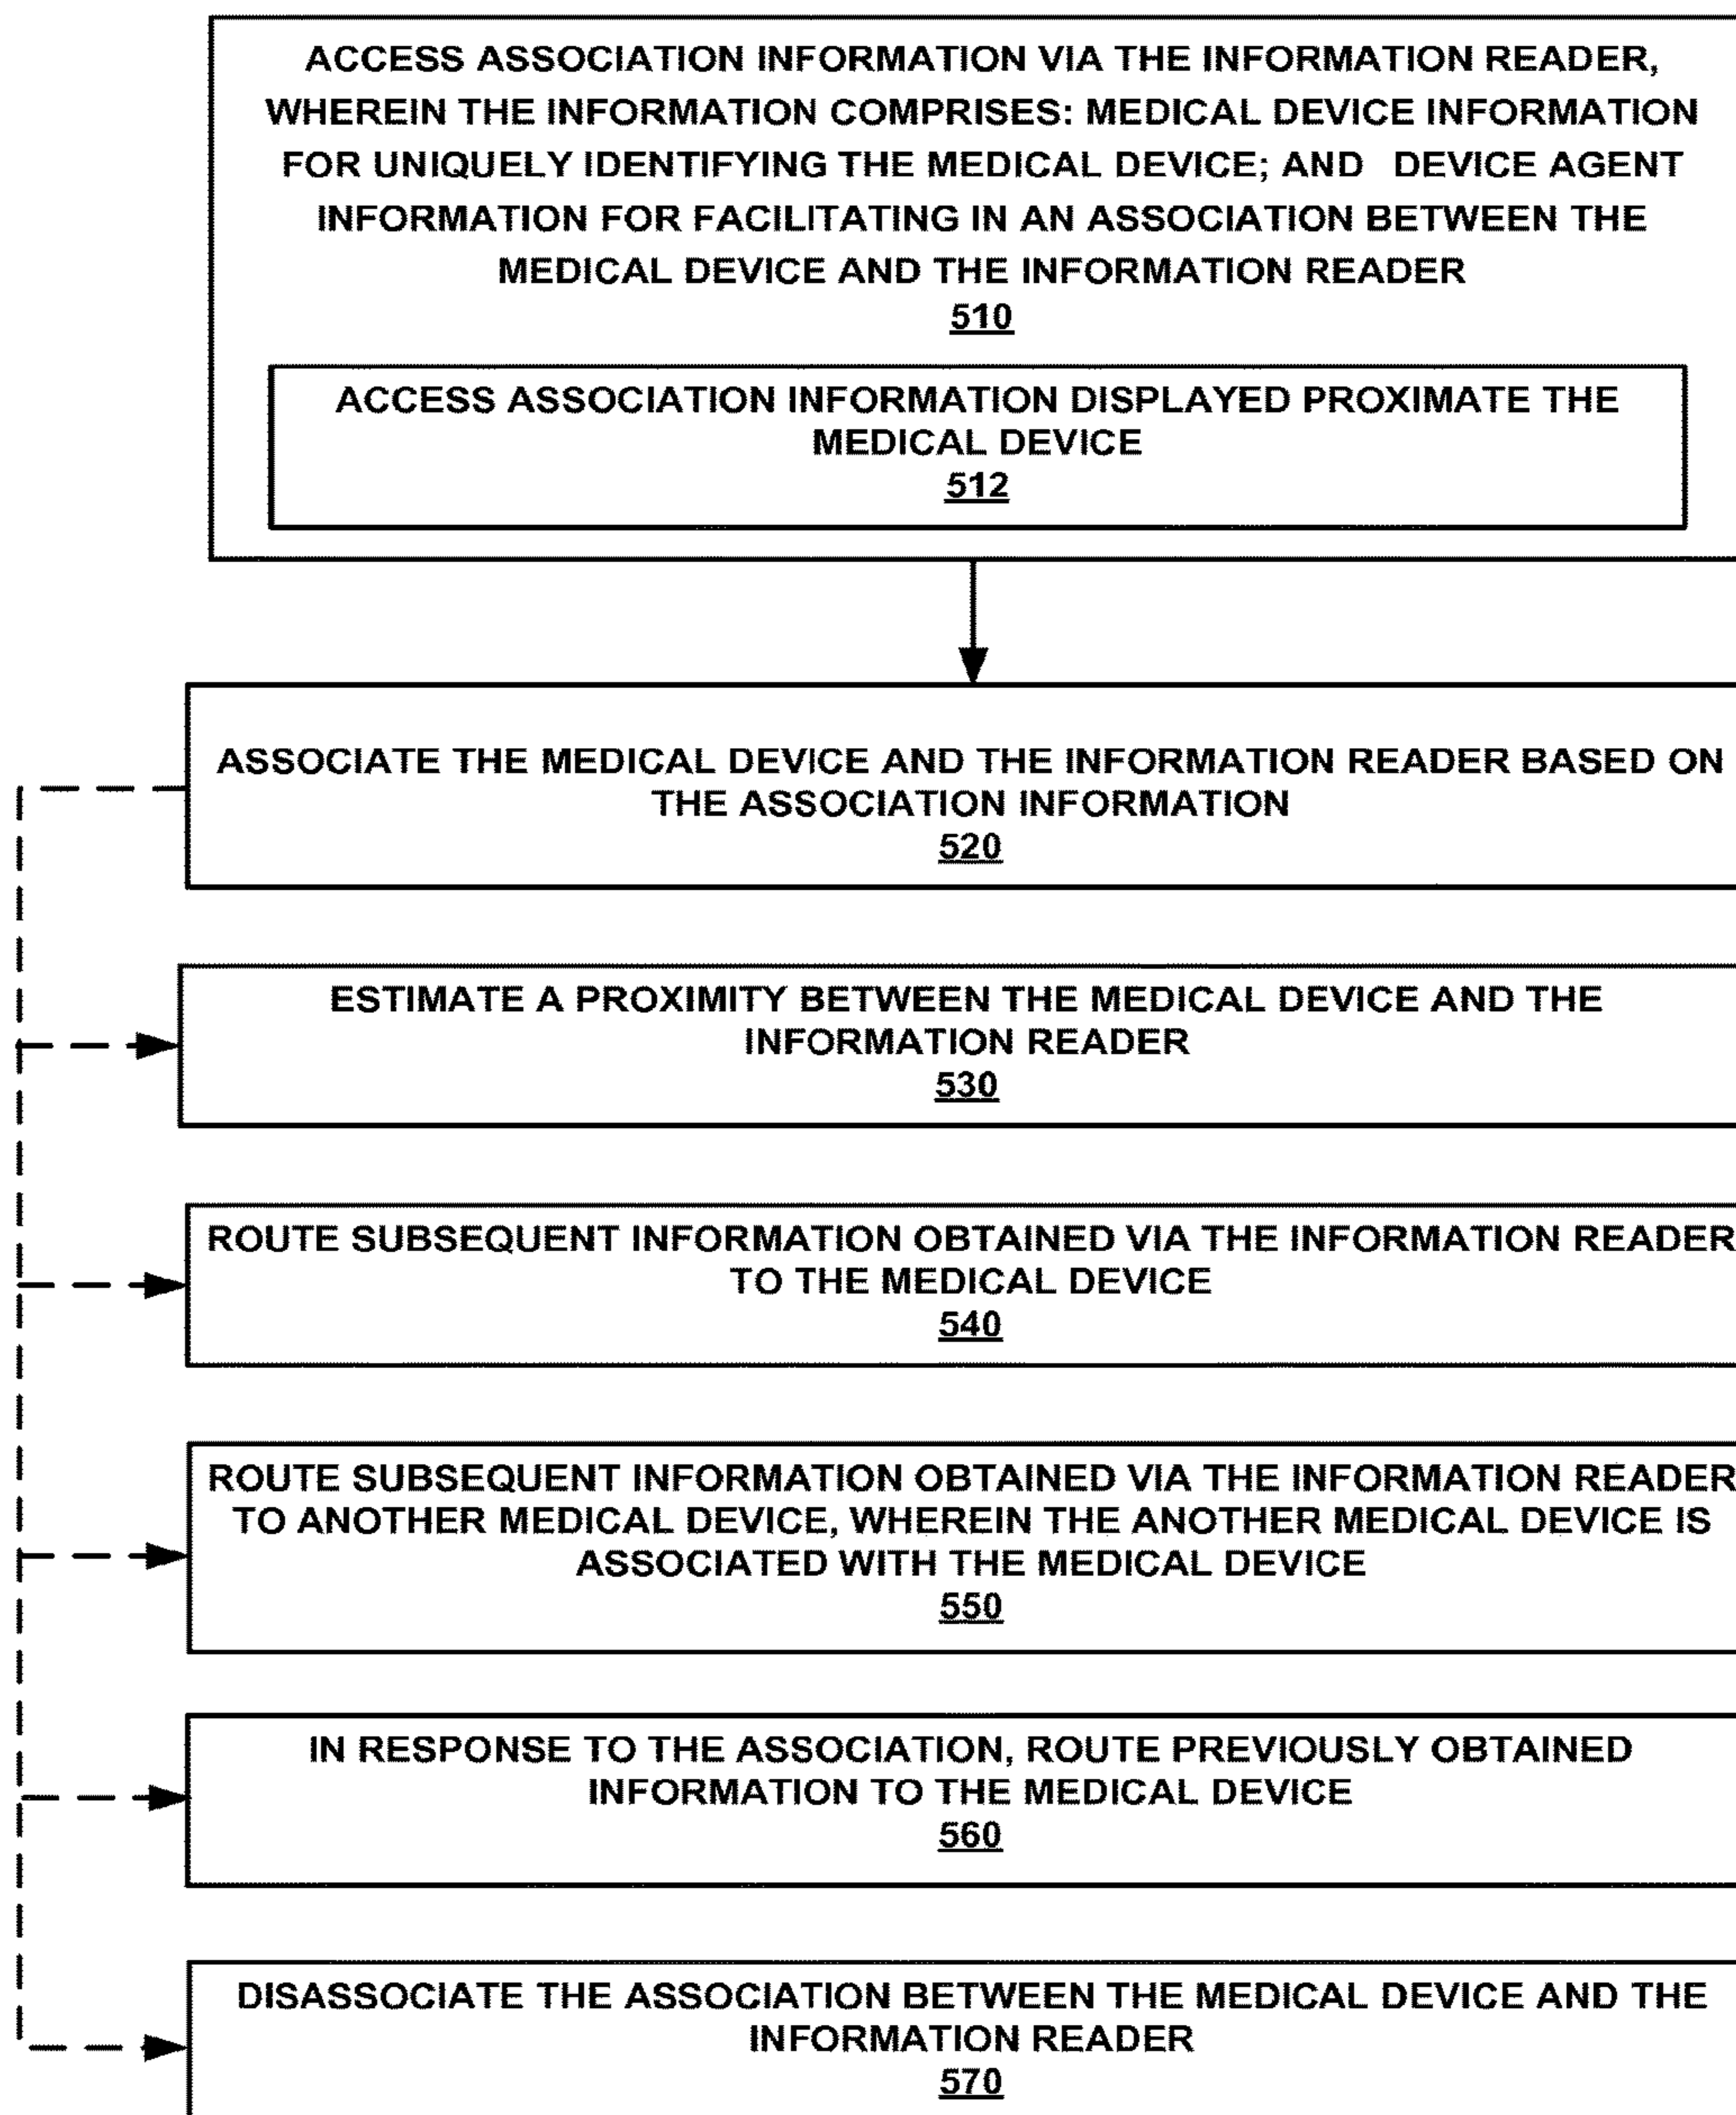 ACCESS ASSOCIATION INFORMATION VIA THE INFORMATION READER,
WHEREIN THE INFORMATION COMPRISES: MEDICAL DEVICE INFORMATION
FOR UNIQUELY IDENTIFYING THE MEDICAL DEVICE; AND DEVICE AGENT
INFORMATION FOR FACILITATING IN AN ASSOCIATION BETWEEN THE
MEDICAL DEVICE AND THE INFORMATION READER
510
ACCESS ASSOCIATION INFORMATION DISPLAYED PROXIMATE THE
MEDICAL DEVICE
512
ASSOCIATE THE MEDICAL DEVICE AND THE INFORMATION READER BASED ON
THE ASSOCIATION INFORMATION
520
ESTIMATE A PROXIMITY BETWEEN THE MEDICAL DEVICE AND THE
INFORMATION READER
530
ROUTE SUBSEQUENT INFORMATION OBTAINED VIA THE INFORMATION READER
TO THE MEDICAL DEVICE
540
ROUTE SUBSEQUENT INFORMATION OBTAINED VIA THE INFORMATION READER
TO ANOTHER MEDICAL DEVICE, WHEREIN THE ANOTHER MEDICAL DEVICE IS
ASSOCIATED WITH THE MEDICAL DEVICE
550
IN RESPONSE TO THE ASSOCIATION, ROUTE PREVIOUSLY OBTAINED
INFORMATION TO THE MEDICAL DEVICE
560
DISASSOCIATE THE ASSOCIATION BETWEEN THE MEDICAL DEVICE AND THE
INFORMATION READER
570